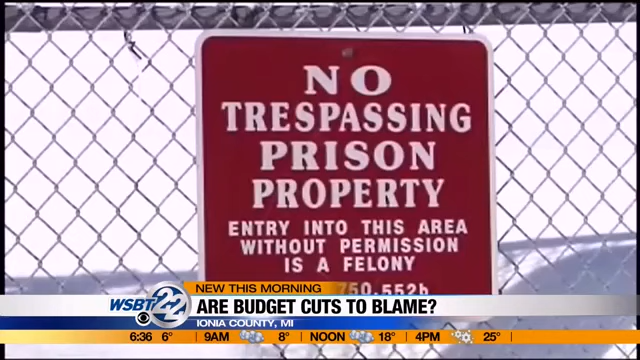 NO
TRESPASSING
PRISON
PROPERTY
ENTRY INTO THIS AREA
WITHOUT PERMISSION
IS A FELONY
750.552b
NEW THIS MORNING
WSBT 22
ARE BUDGET CUTS TO BLAME?
IONIA COUNTY, MI
6:36 6° 9AM 8° NOON 18° 4PM 25°